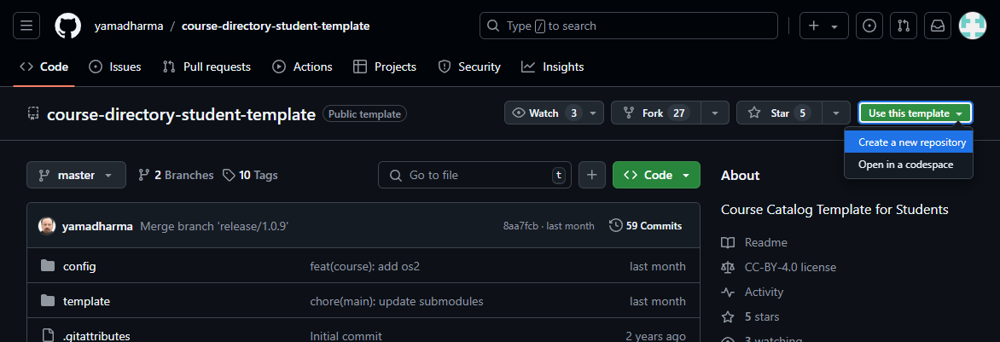 yamadharma / course-directory-student-template
Type / to search
Code Issues Pull requests Actions Projects Security Insights
course-directory-student-template Public template
Watch 3 Fork 27 Star 5 Use this template
Create a new repository
Open in a codespace
master 2 Branches 10 Tags Go to file t + Code
About
Course Catalog Template for Students
yamadharma Merge branch 'release/1.0.9' 8aa7fcb · last month 59 Commits
Readme
config feat(course): add os2 last month
CC-BY-4.0 license
Activity
template chore(main): update submodules last month
5 stars
.gitattributes Initial commit 2 years ago
3 watching